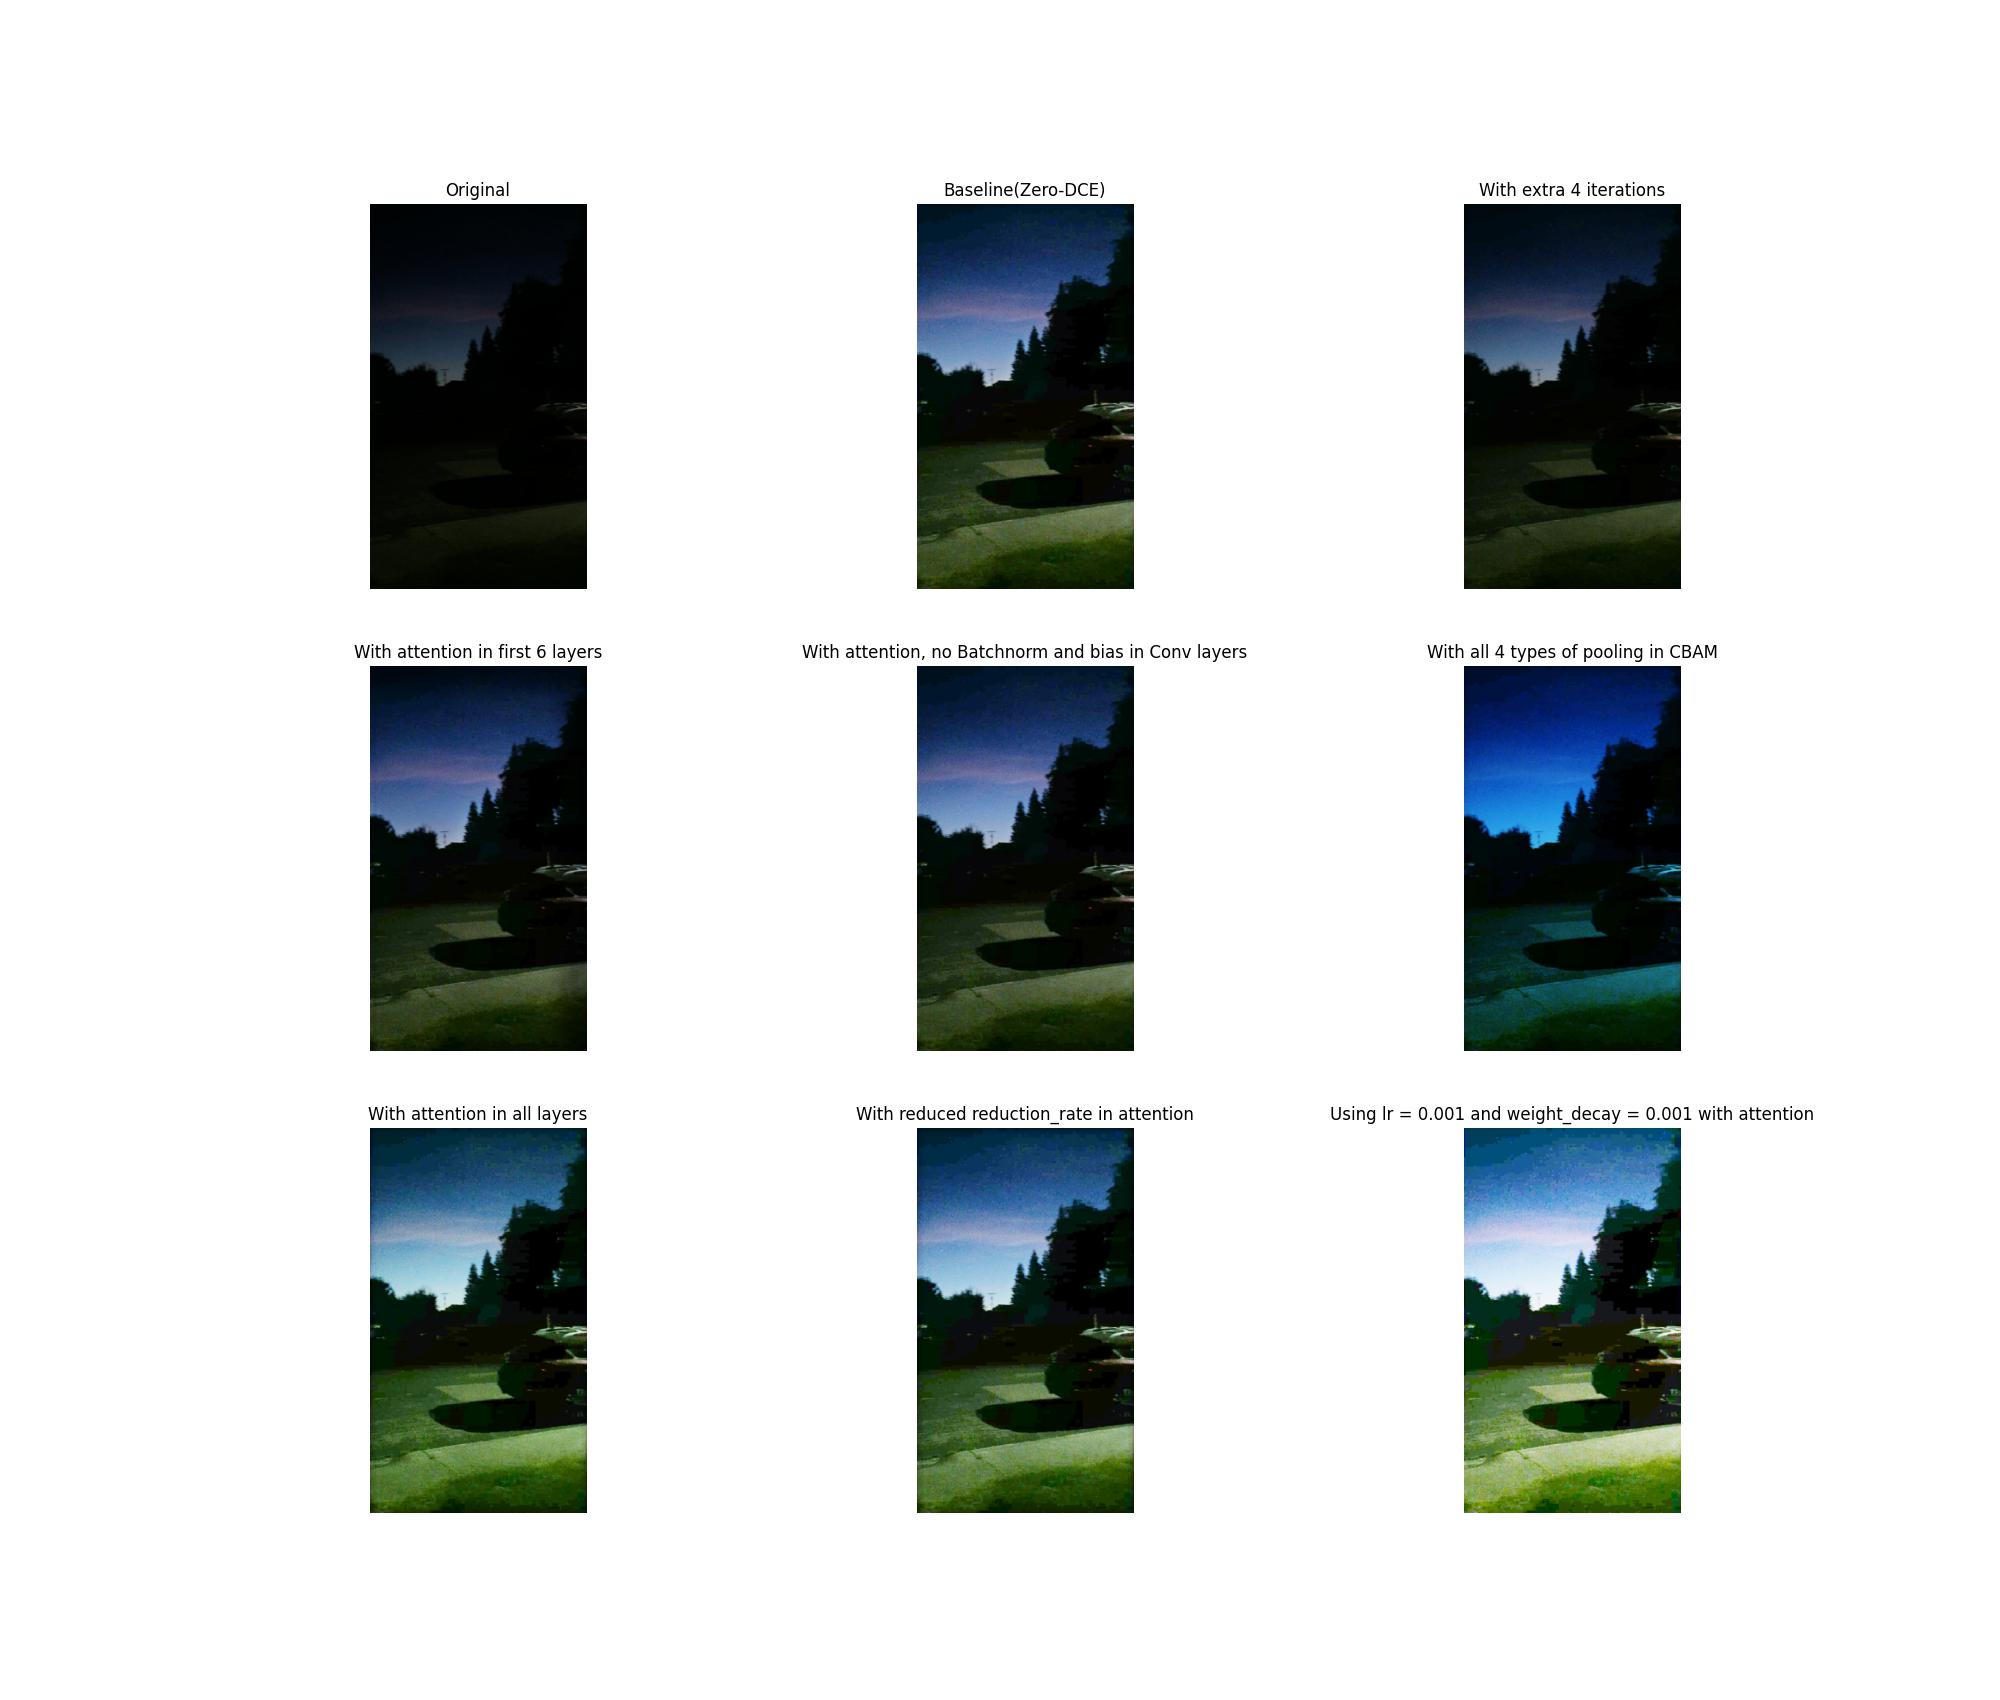 Original
Baseline(Zero-DCE)
With extra 4 iterations
With attention in first 6 layers
With attention, no Batchnorm and bias in Conv layers
With all 4 types of pooling in CBAM
With attention in all layers
With reduced reduction_rate in attention
Using lr = 0.001 and weight_decay = 0.001 with attention